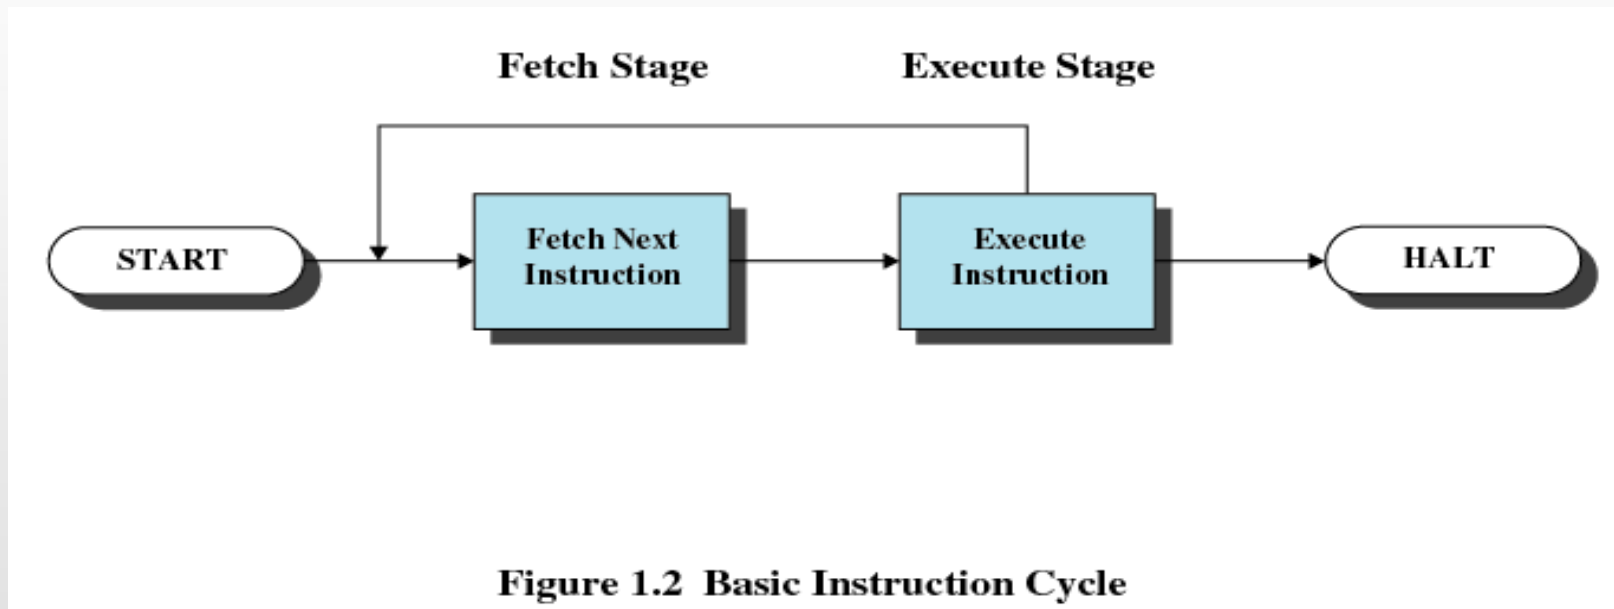 Fetch Stage
Execute Stage
START
Fetch Next
Instruction
Execute
Instruction
HALT
Figure 1.2 Basic Instruction Cycle